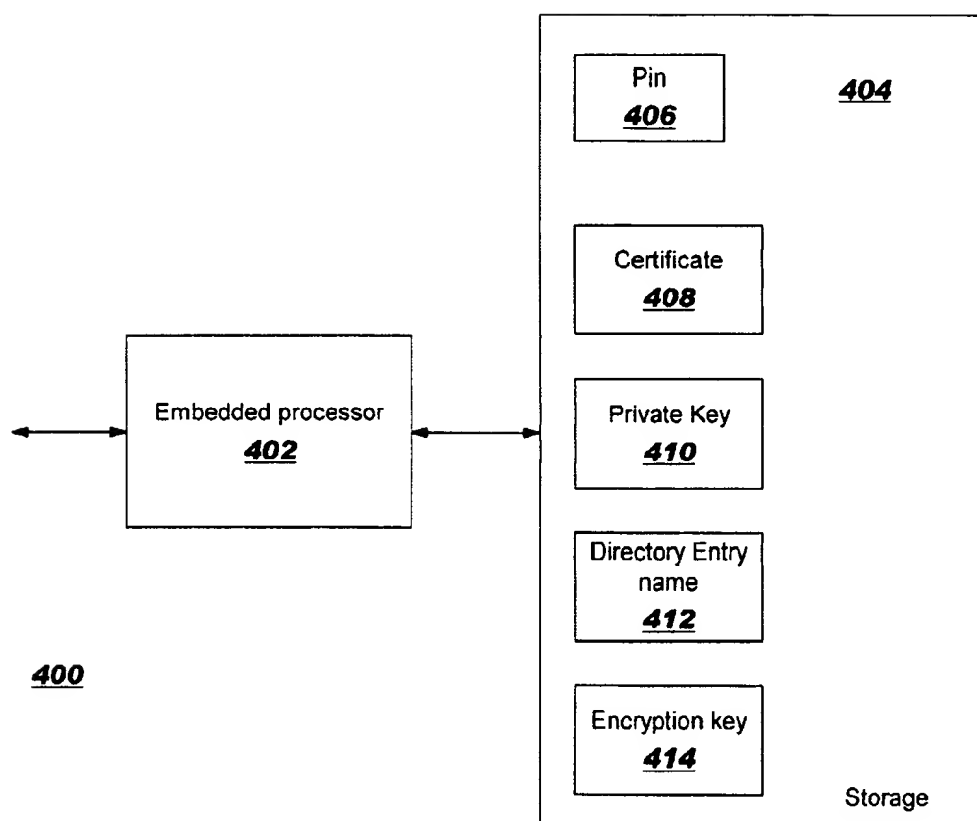 Pin
406
404
Certificate
408
Embedded processor
402
Private Key
410
Directory Entry
name
412
400
Encryption key
414
Storage